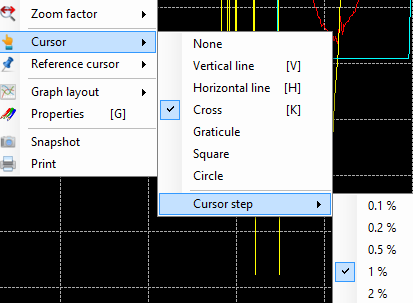 Zoom factor
Cursor
Reference cursor
Graph layout
Properties [G]
Snapshot
Print
None
Vertical line [V]
Horizontal line [H]
Cross [K]
Graticule
Square
Circle
Cursor step
0.1 %
0.2 %
0.5 %
1 %
2 %